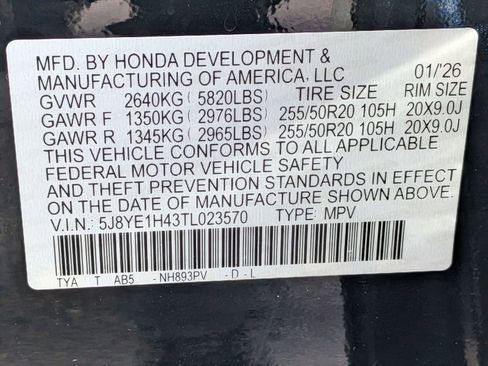 MFD. BY HONDA DEVELOPMENT &
MANUFACTURING OF AMERICA, LLC 01/'26
GVWR 2640KG ( 5820LBS) TIRE SIZE RIM SIZE
GAWR F 1350KG ( 2976LBS) 255/50R20 105H 20X9.0J
GAWR R 1345KG ( 2965LBS) 255/50R20 105H 20X9.0J
THIS VEHICLE CONFORMS TO ALL APPLICABLE
FEDERAL MOTOR VEHICLE SAFETY
AND THEFT PREVENTION STANDARDS IN EFFECT
ON THE DATE OF MANUFACTURE SHOWN ABOVE.
V.I.N.: 5J8YE1H43TL023570 TYPE: MPV
TYA T AB5 -NH893PV -D-L